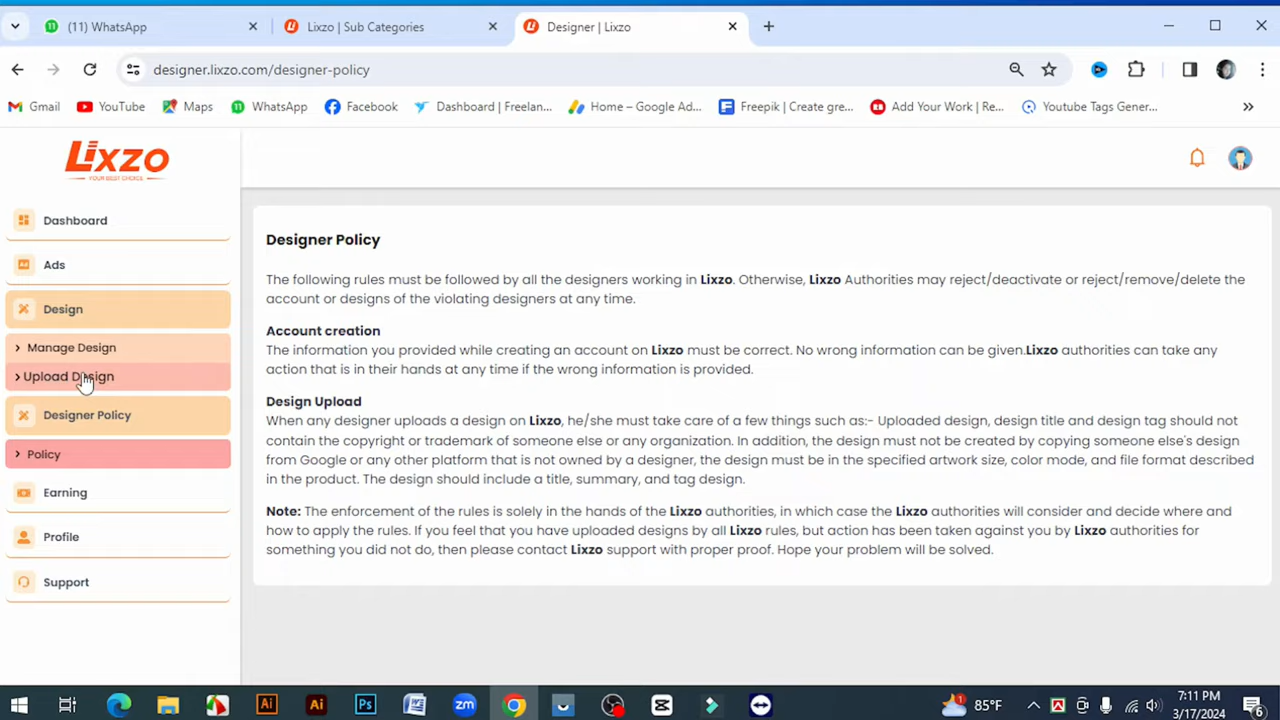 (11) WhatsApp
Lixzo | Sub Categories
Designer | Lixzo
designer.lixzo.com/designer-policy
Gmail
YouTube
Maps
WhatsApp
Facebook
Dashboard | Freelan...
Home – Google Ad...
Freepik | Create gre...
Add Your Work | Re...
Youtube Tags Gener...
Lixzo
YOUR BEST CHOICE
Dashboard
Ads
Design
Manage Design
Upload Design
Designer Policy
Policy
Earning
Profile
Support
Designer Policy
The following rules must be followed by all the designers working in Lixzo. Otherwise, Lixzo Authorities may reject/deactivate or reject/remove/delete the
account or designs of the violating designers at any time.
Account creation
The information you provided while creating an account on Lixzo must be correct. No wrong information can be given.Lixzo authorities can take any
action that is in their hands at any time if the wrong information is provided.
Design Upload
When any designer uploads a design on Lixzo, he/she must take care of a few things such as:- Uploaded design, design title and design tag should not
contain the copyright or trademark of someone else or any organization. In addition, the design must not be created by copying someone else's design
from Google or any other platform that is not owned by a designer, the design must be in the specified artwork size, color mode, and file format described
in the product. The design should include a title, summary, and tag design.
Note: The enforcement of the rules is solely in the hands of the Lixzo authorities, in which case the Lixzo authorities will consider and decide where and
how to apply the rules. If you feel that you have uploaded designs by all Lixzo rules, but action has been taken against you by Lixzo authorities for
something you did not do, then please contact Lixzo support with proper proof. Hope your problem will be solved.
85°F
7:11 PM
3/17/2024
6